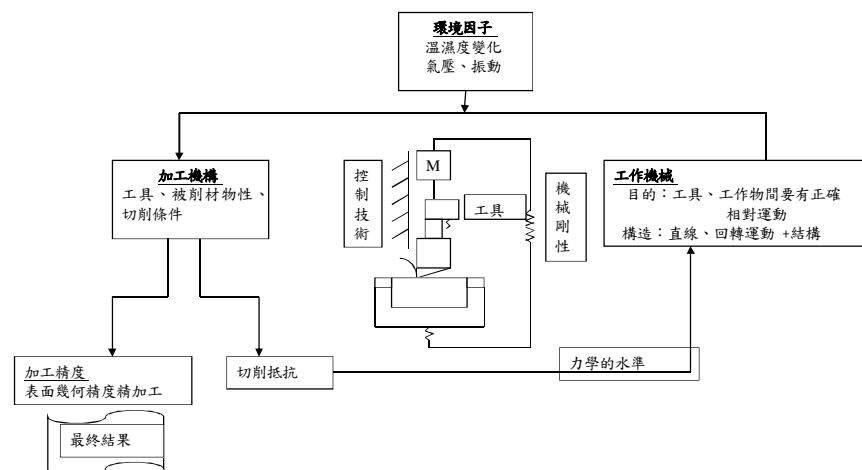 環境因子
溫濕度變化
氣壓、振動
加工機構
工具、被削材物性、
切削條件
控制技術
M
工具
機械剛性
工作機械
目的：工具、工作物間要有正確
相對運動
構造：直線、回轉運動 +結構
加工精度
表面幾何精度精加工
切削抵抗
力學的水準
最終結果